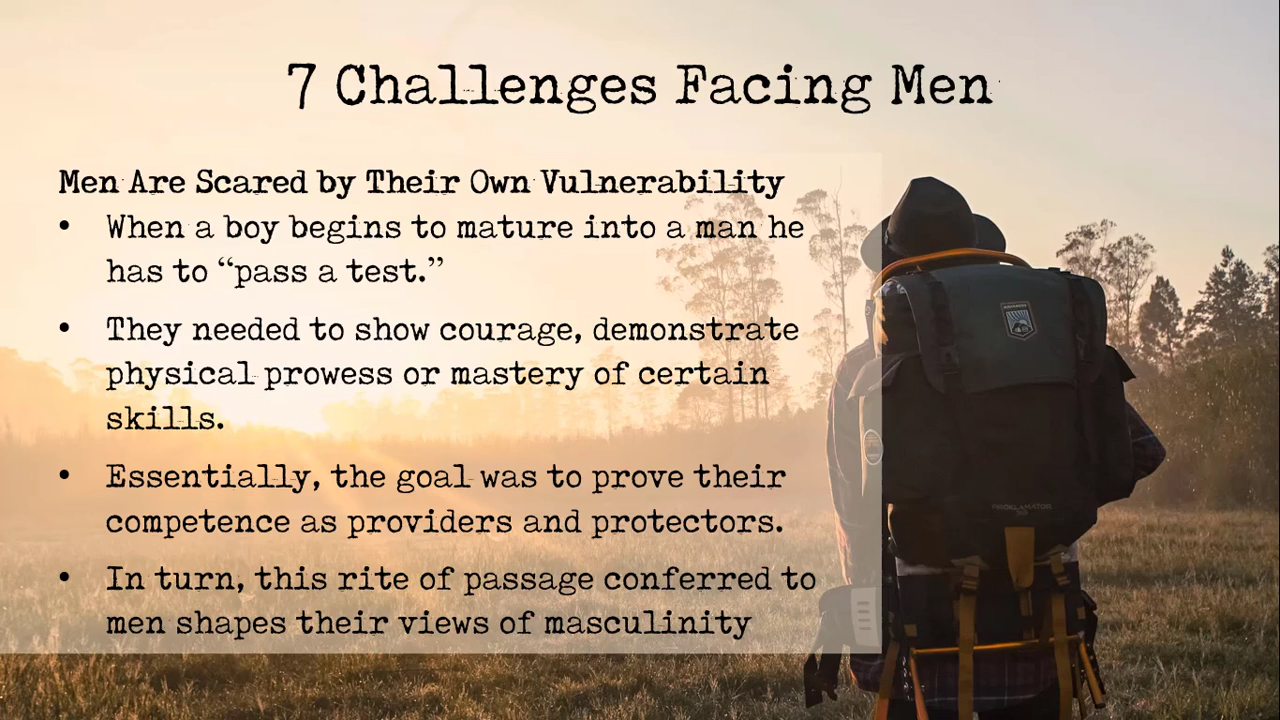 7 Challenges Facing Men
Men Are Scared by Their Own Vulnerability
• When a boy begins to mature into a man he
has to “pass a test.”
• They needed to show courage, demonstrate
physical prowess or mastery of certain
skills.
• Essentially, the goal was to prove their
competence as providers and protectors.
• In turn, this rite of passage conferred to
men shapes their views of masculinity